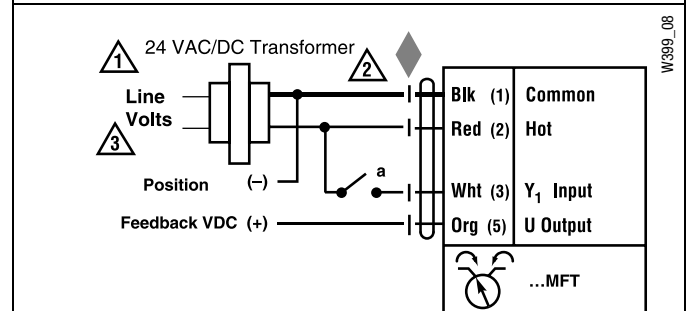 W399_08
1
24 VAC/DC Transformer
2
Line
Volts
3
Blk (1) Common
Red (2) Hot
a
Position (–)
Wht (3) Y₁ Input
Feedback VDC (+)
Org (5) U Output
...MFT